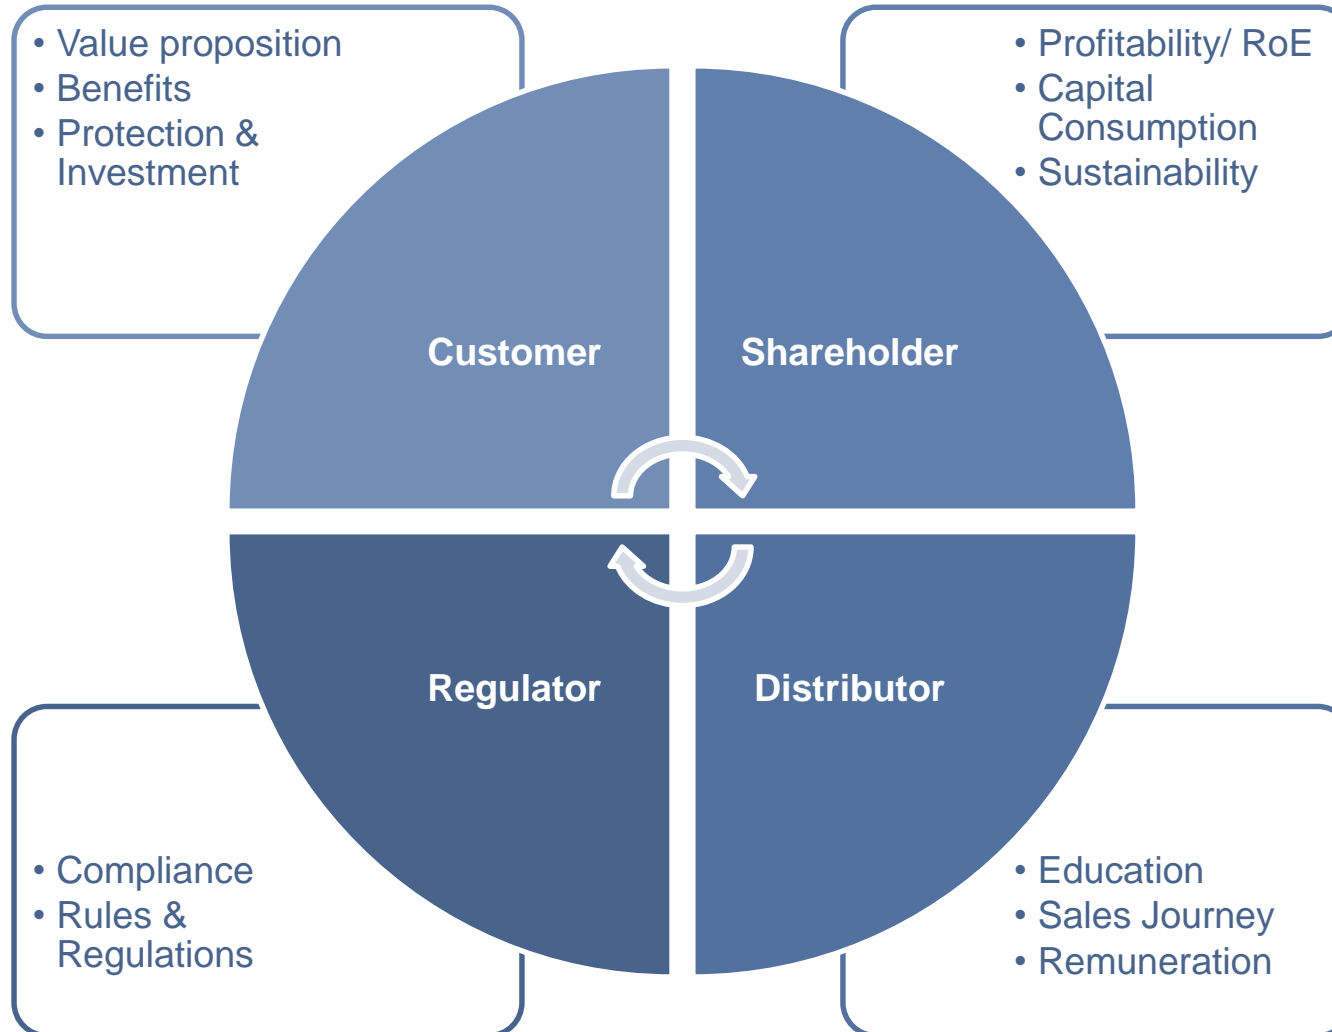 • Value proposition
• Benefits
• Protection &
Investment
• Profitability/ RoE
• Capital
Consumption
• Sustainability
Customer
Shareholder
Regulator
Distributor
• Compliance
• Rules &
Regulations
• Education
• Sales Journey
• Remuneration